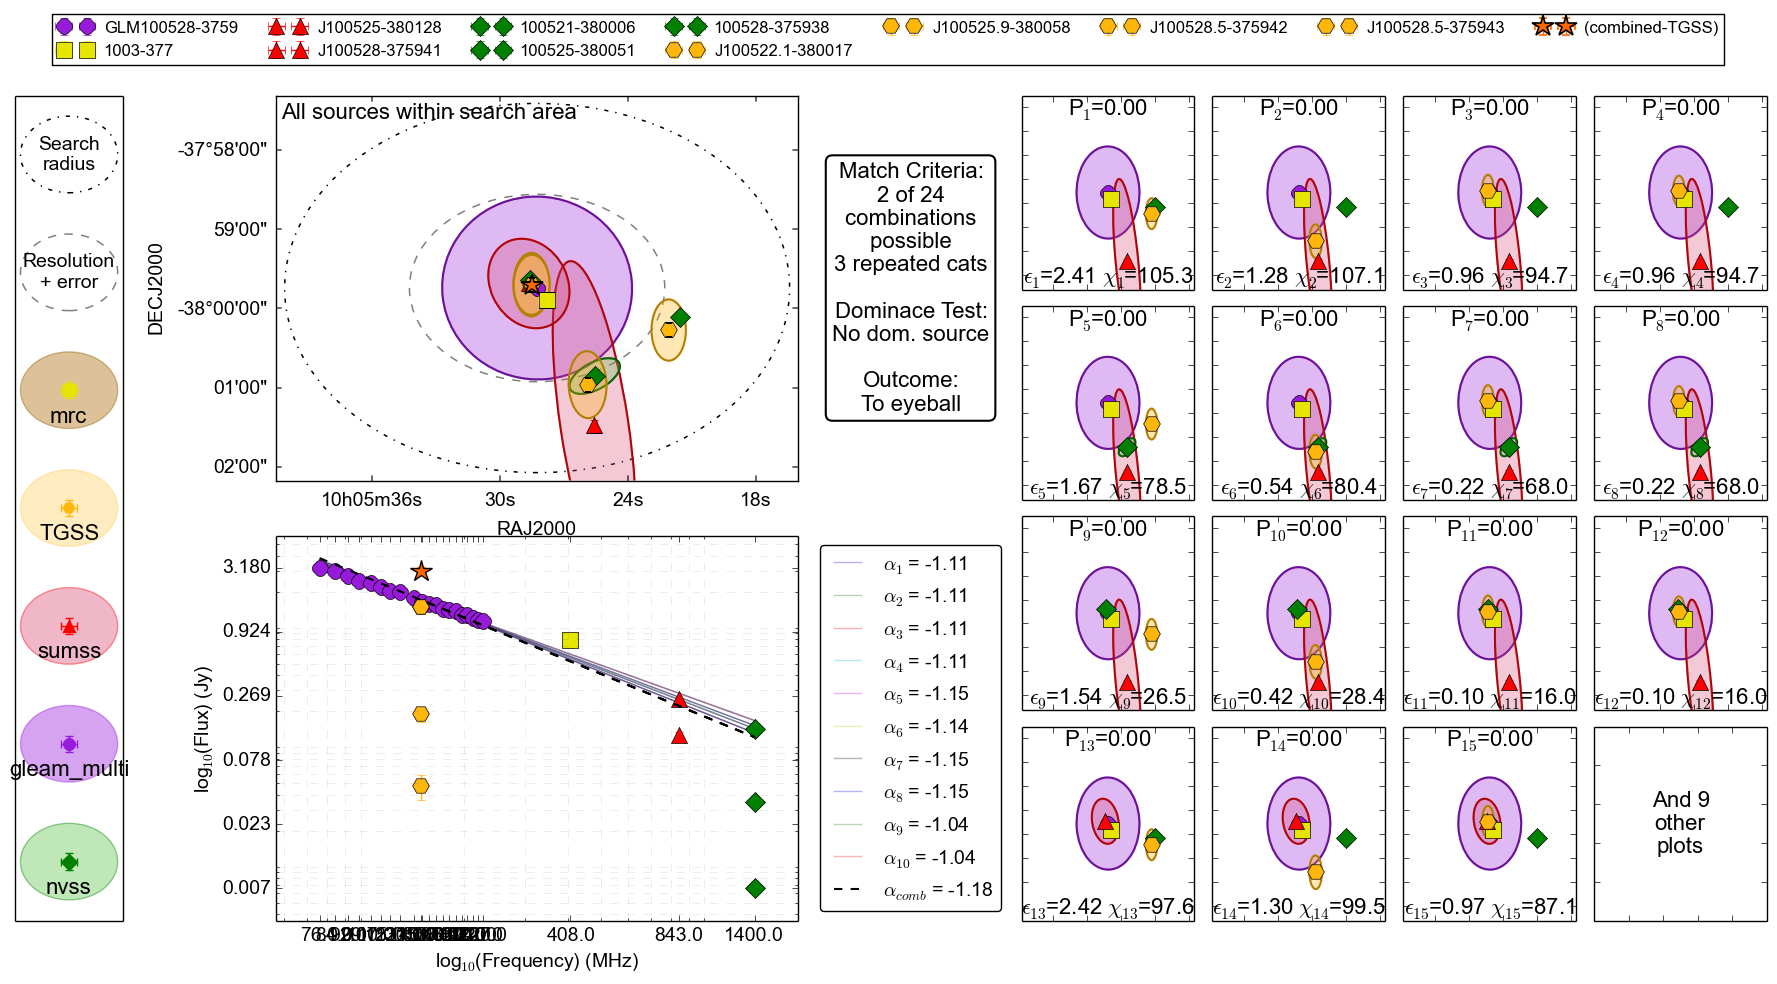 GLM100528-3759
1003-377
J100525-380128
J100528-375941
100521-380006
100525-380051
100528-375938
J100522.1-380017
J100525.9-380058
J100528.5-375942
J100528.5-375943
(combined-TGSS)
Search
radius
Resolution
+ error
mrc
TGSS
sumss
gleam_multi
nvss
All sources within search area
DECJ2000
-37°58'00"
59'00"
-38°00'00"
01'00"
02'00"
10h05m36s
30s
24s
18s
RAJ2000
Match Criteria:
2 of 24
combinations
possible
3 repeated cats
Dominace Test:
No dom. source
Outcome:
To eyeball
log10(Flux) (Jy)
3.180
0.924
0.269
0.078
0.023
0.007
408.0
843.0
1400.0
log10(Frequency) (MHz)
α1 = -1.11
α2 = -1.11
α3 = -1.11
α4 = -1.11
α5 = -1.15
α6 = -1.14
α7 = -1.15
α8 = -1.15
α9 = -1.04
α10 = -1.04
αcomb = -1.18
P1=0.00
ϵ1=2.41 χ1=105.3
P2=0.00
ϵ2=1.28 χ2=107.1
P3=0.00
ϵ3=0.96 χ3=94.7
P4=0.00
ϵ4=0.96 χ4=94.7
P5=0.00
ϵ5=1.67 χ5=78.5
P6=0.00
ϵ6=0.54 χ6=80.4
P7=0.00
ϵ7=0.22 χ7=68.0
P8=0.00
ϵ8=0.22 χ8=68.0
P9=0.00
ϵ9=1.54 χ9=26.5
P10=0.00
ϵ10=0.42 χ10=28.4
P11=0.00
ϵ11=0.10 χ11=16.0
P12=0.00
ϵ12=0.10 χ12=16.0
P13=0.00
ϵ13=2.42 χ13=97.6
P14=0.00
ϵ14=1.30 χ14=99.5
P15=0.00
ϵ15=0.97 χ15=87.1
And 9
other
plots